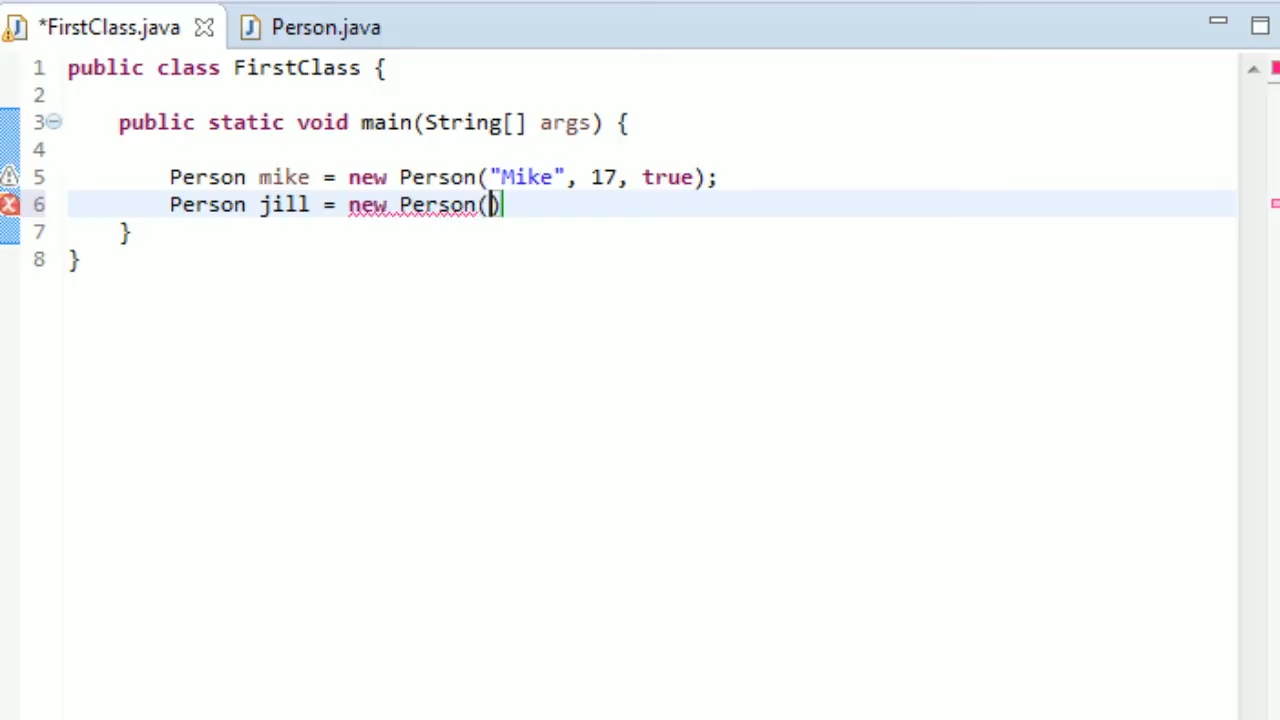 *FirstClass.java Person.java
1 public class FirstClass {
2
3 public static void main(String[] args) {
4
5 Person mike = new Person("Mike", 17, true);
6 Person jill = new Person()
7 }
8 }